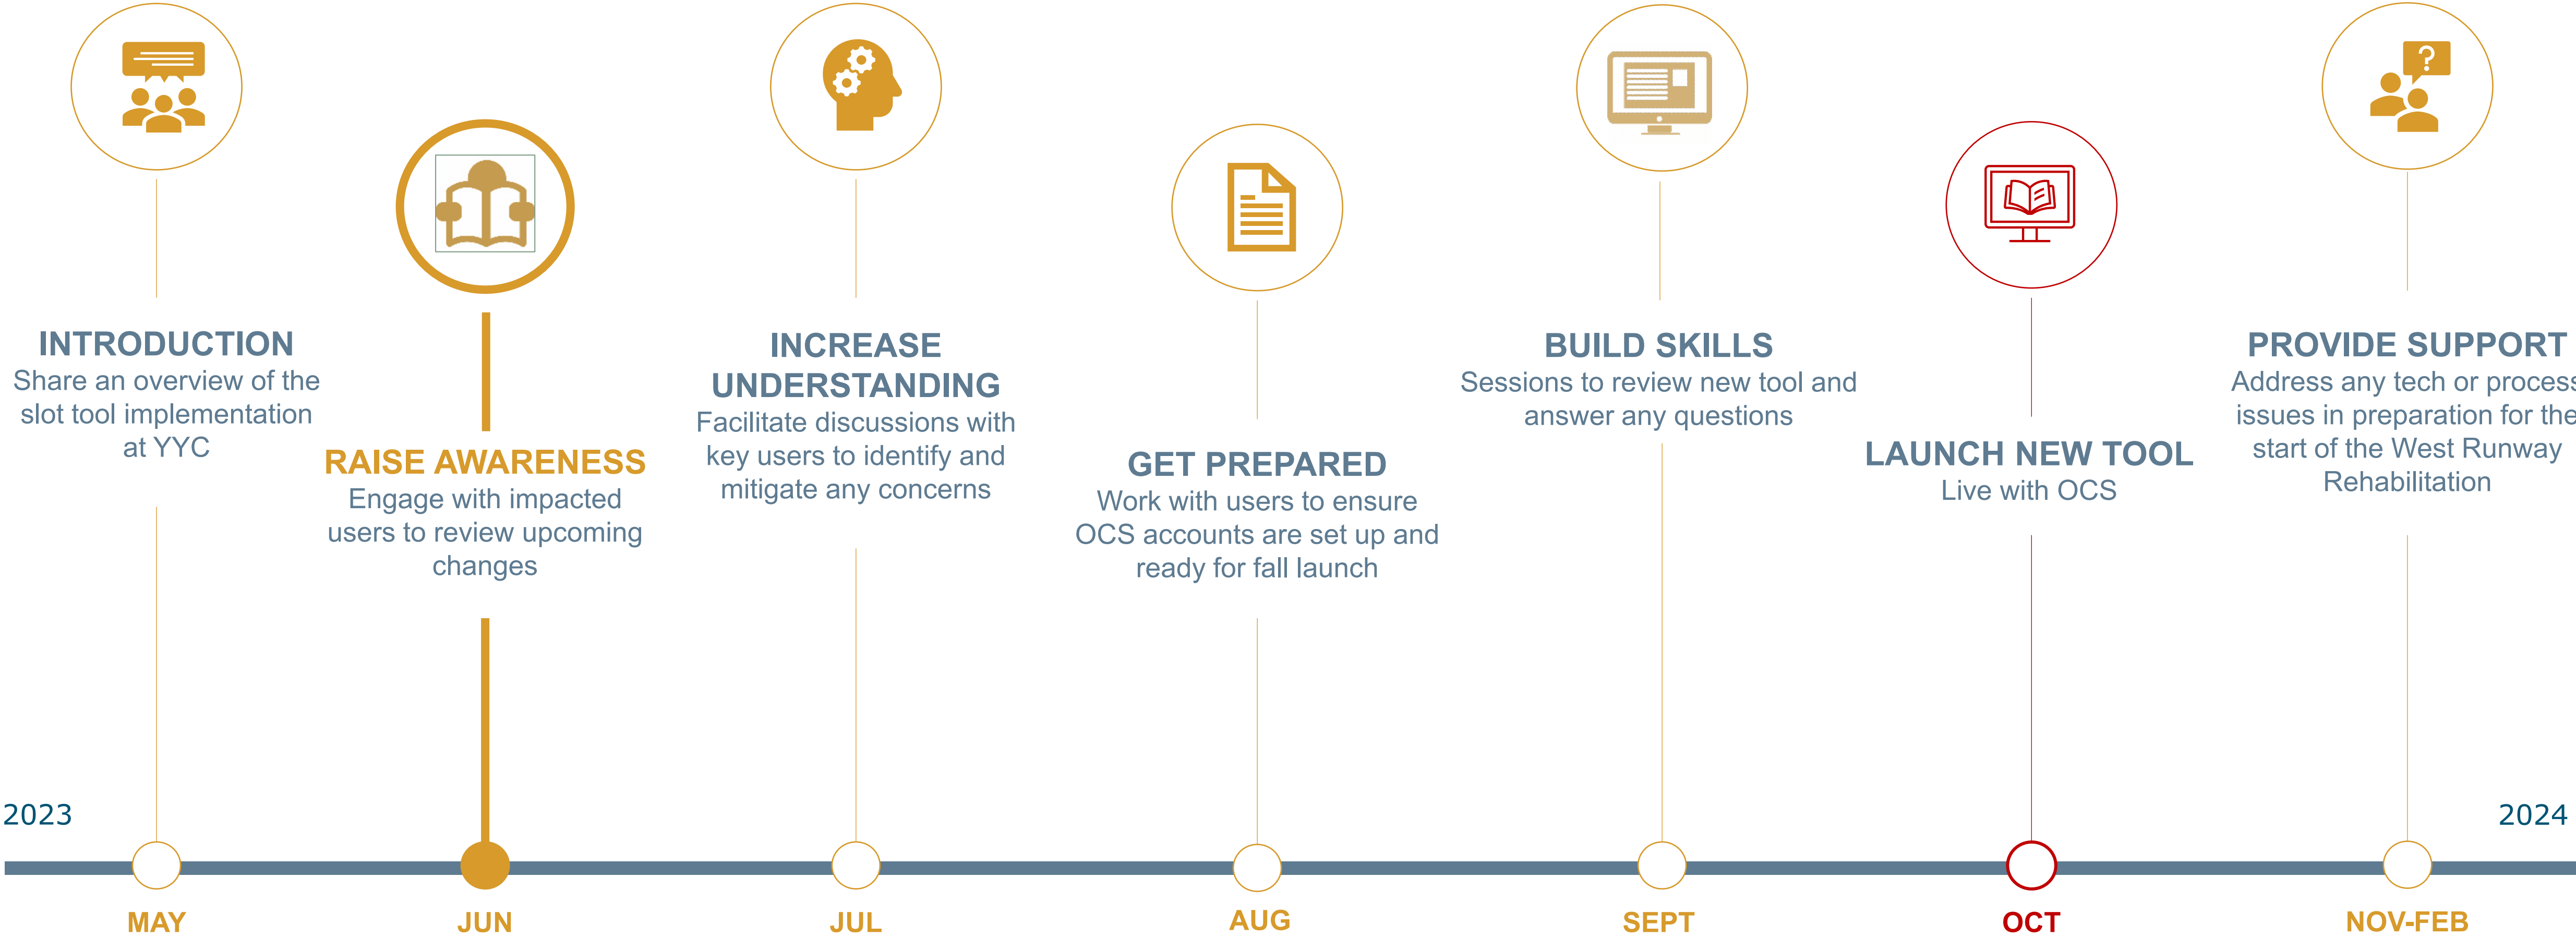 INTRODUCTION
Share an overview of the
slot tool implementation
at YYC
RAISE AWARENESS
Engage with impacted
users to review upcoming
changes
INCREASE
UNDERSTANDING
Facilitate discussions with
key users to identify and
mitigate any concerns
GET PREPARED
Work with users to ensure
OCS accounts are set up and
ready for fall launch
BUILD SKILLS
Sessions to review new tool and
answer any questions
LAUNCH NEW TOOL
Live with OCS
?
PROVIDE SUPPORT
Address any tech or process
issues in preparation for the
start of the West Runway
Rehabilitation
2023
2024
MAY
JUN
JUL
AUG
SEPT
OCT
NOV-FEB